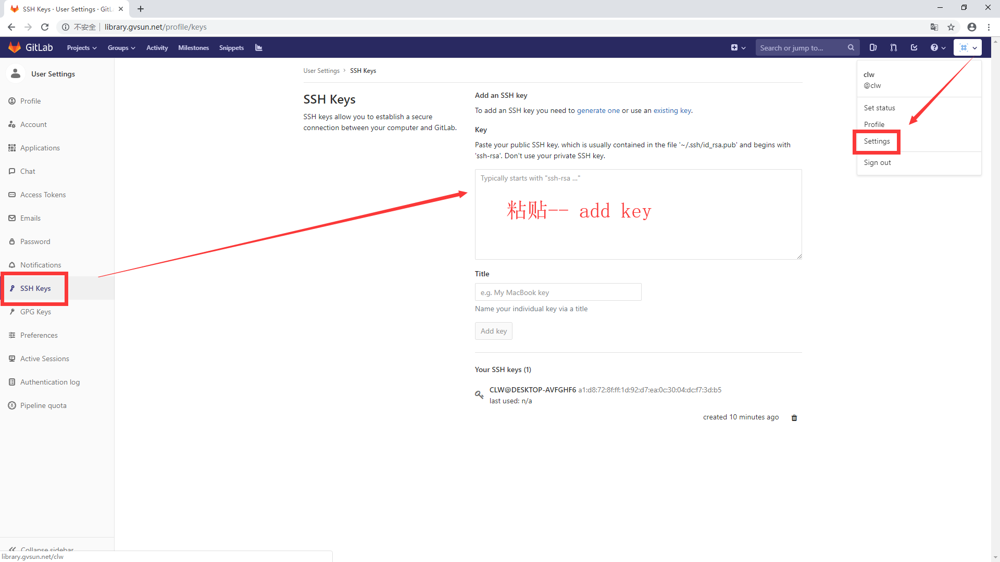 SSH Keys · User Settings · GitL
不安全 library.gvsun.net/profile/keys
GitLab Projects Groups Activity Milestones Snippets Search or jump to...
User Settings
Profile
Account
Applications
Chat
Access Tokens
Emails
Password
Notifications
SSH Keys
GPG Keys
Preferences
Active Sessions
Authentication log
Pipeline quota
Collapse sidebar
library.gvsun.net/clw
User Settings › SSH Keys
SSH Keys
SSH keys allow you to establish a secure
connection between your computer and GitLab.
Add an SSH key
To add an SSH key you need to generate one or use an existing key.
Key
Paste your public SSH key, which is usually contained in the file '~/.ssh/id_rsa.pub' and begins with
'ssh-rsa'. Don't use your private SSH key.
Typically starts with "ssh-rsa ..."
粘贴-- add key
Title
e.g. My MacBook key
Name your individual key via a title
Add key
Your SSH keys (1)
CLW@DESKTOP-AVFGHF6 a1:d8:72:8f:ff:1d:92:d7:ea:0c:30:04:dc:f7:3d:b5
last used: n/a
created 10 minutes ago
clw
@clw
Set status
Profile
Settings
Sign out